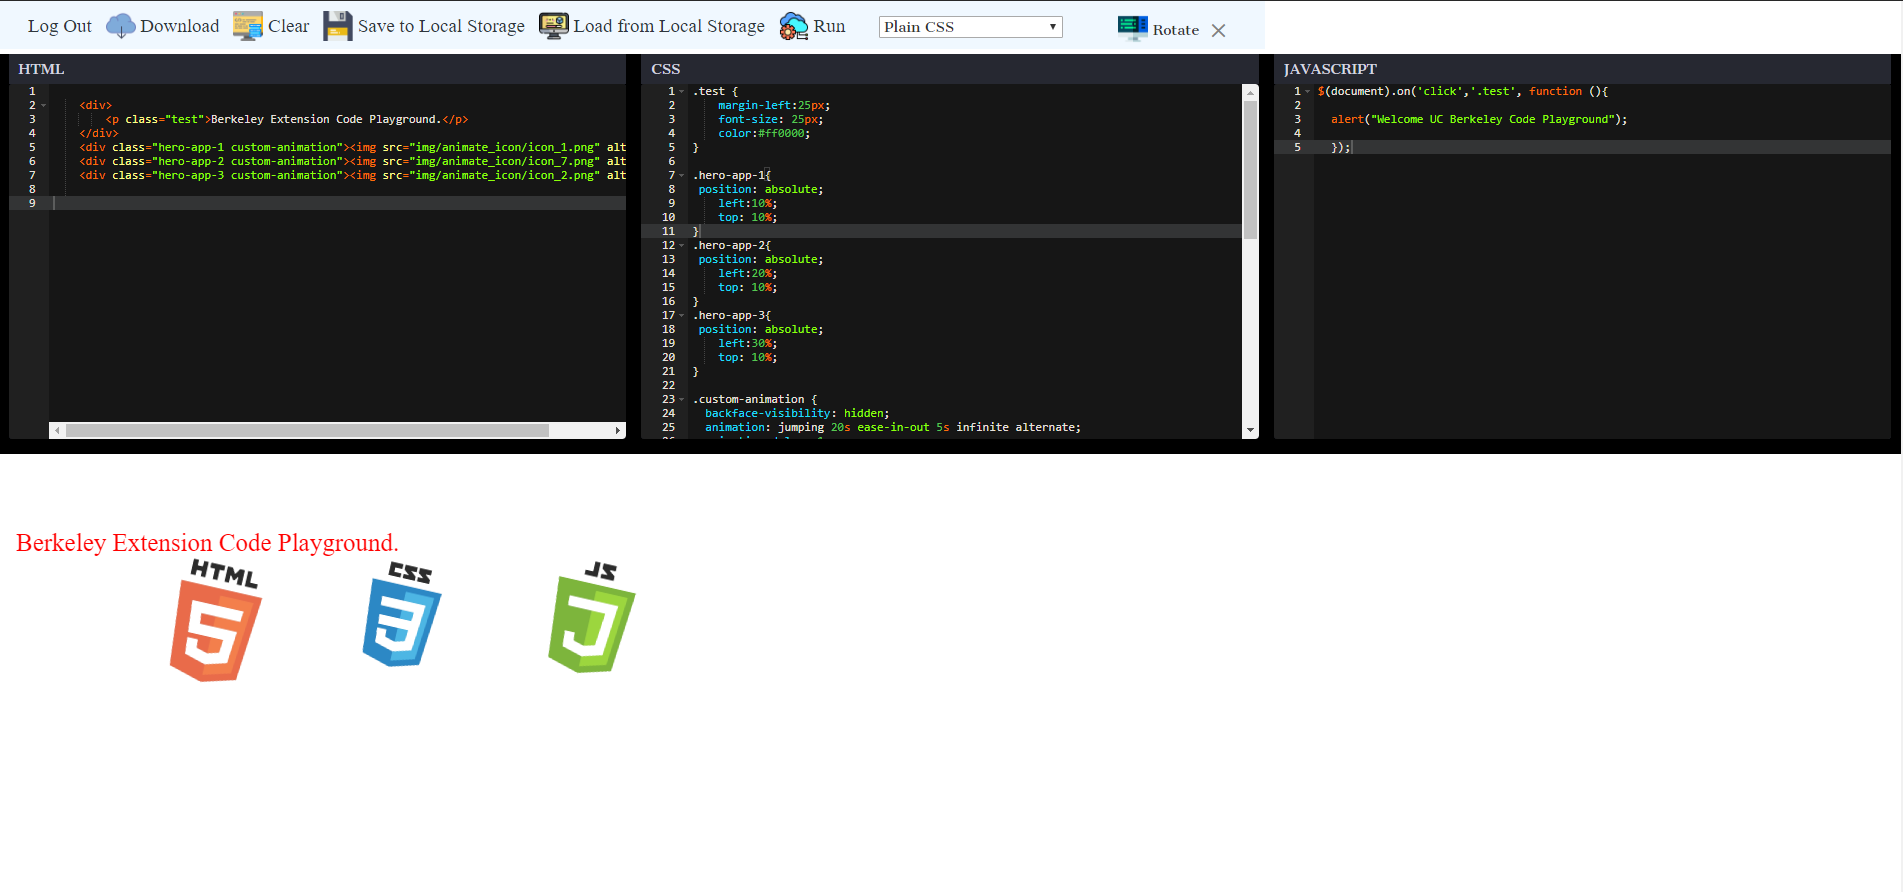 Log Out Download Clear Save to Local Storage Load from Local Storage Run Plain CSS Rotate
HTML
1
2 <div>
3 <p class="test">Berkeley Extension Code Playground.</p>
4 </div>
5 <div class="hero-app-1 custom-animation"><img src="img/animate_icon/icon_1.png" alt
6 <div class="hero-app-2 custom-animation"><img src="img/animate_icon/icon_7.png" alt
7 <div class="hero-app-3 custom-animation"><img src="img/animate_icon/icon_2.png" alt
8
9
CSS
1 .test {
2 margin-left:25px;
3 font-size: 25px;
4 color:#ff0000;
5 }
6
7 .hero-app-1{
8 position: absolute;
9 left:10%;
10 top: 10%;
11 }
12 .hero-app-2{
13 position: absolute;
14 left:20%;
15 top: 10%;
16 }
17 .hero-app-3{
18 position: absolute;
19 left:30%;
20 top: 10%;
21 }
22
23 .custom-animation {
24 backface-visibility: hidden;
25 animation: jumping 20s ease-in-out 5s infinite alternate;
JAVASCRIPT
1 $(document).on('click','.test', function (){
2
3 alert("Welcome UC Berkeley Code Playground");
4
5 });
Berkeley Extension Code Playground.
HTML CSS JS
5 3 J